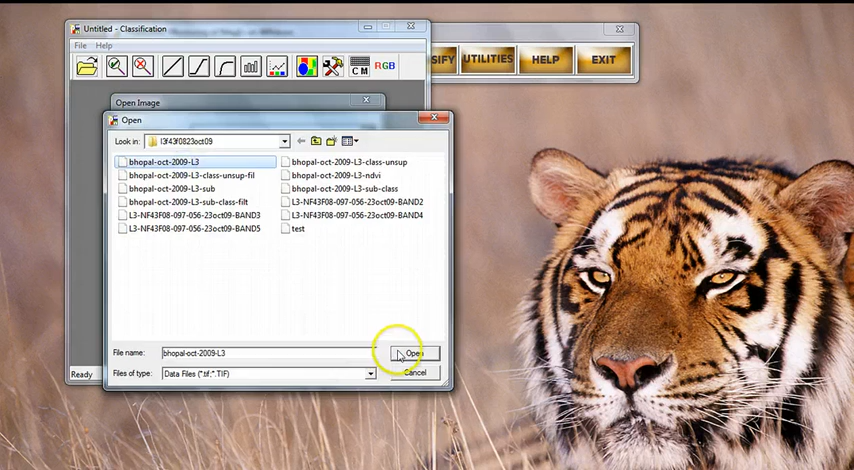 Untitled - Classification
File Help
C M RGB
SIFY UTILITIES HELP EXIT
Open Image
Open
Look in: l3f43f0823oct09
bhopal-oct-2009-L3 bhopal-oct-2009-L3-class-unsup
bhopal-oct-2009-L3-class-unsup-fil bhopal-oct-2009-L3-ndvi
bhopal-oct-2009-L3-sub bhopal-oct-2009-L3-sub-class
bhopal-oct-2009-L3-sub-class-filt L3-NF43F08-097-056-23oct09-BAND2
L3-NF43F08-097-056-23oct09-BAND3 L3-NF43F08-097-056-23oct09-BAND4
L3-NF43F08-097-056-23oct09-BAND5 test
File name: bhopal-oct-2009-L3 Open
Files of type: Data Files (*.tif;*.TIF) Cancel
Ready